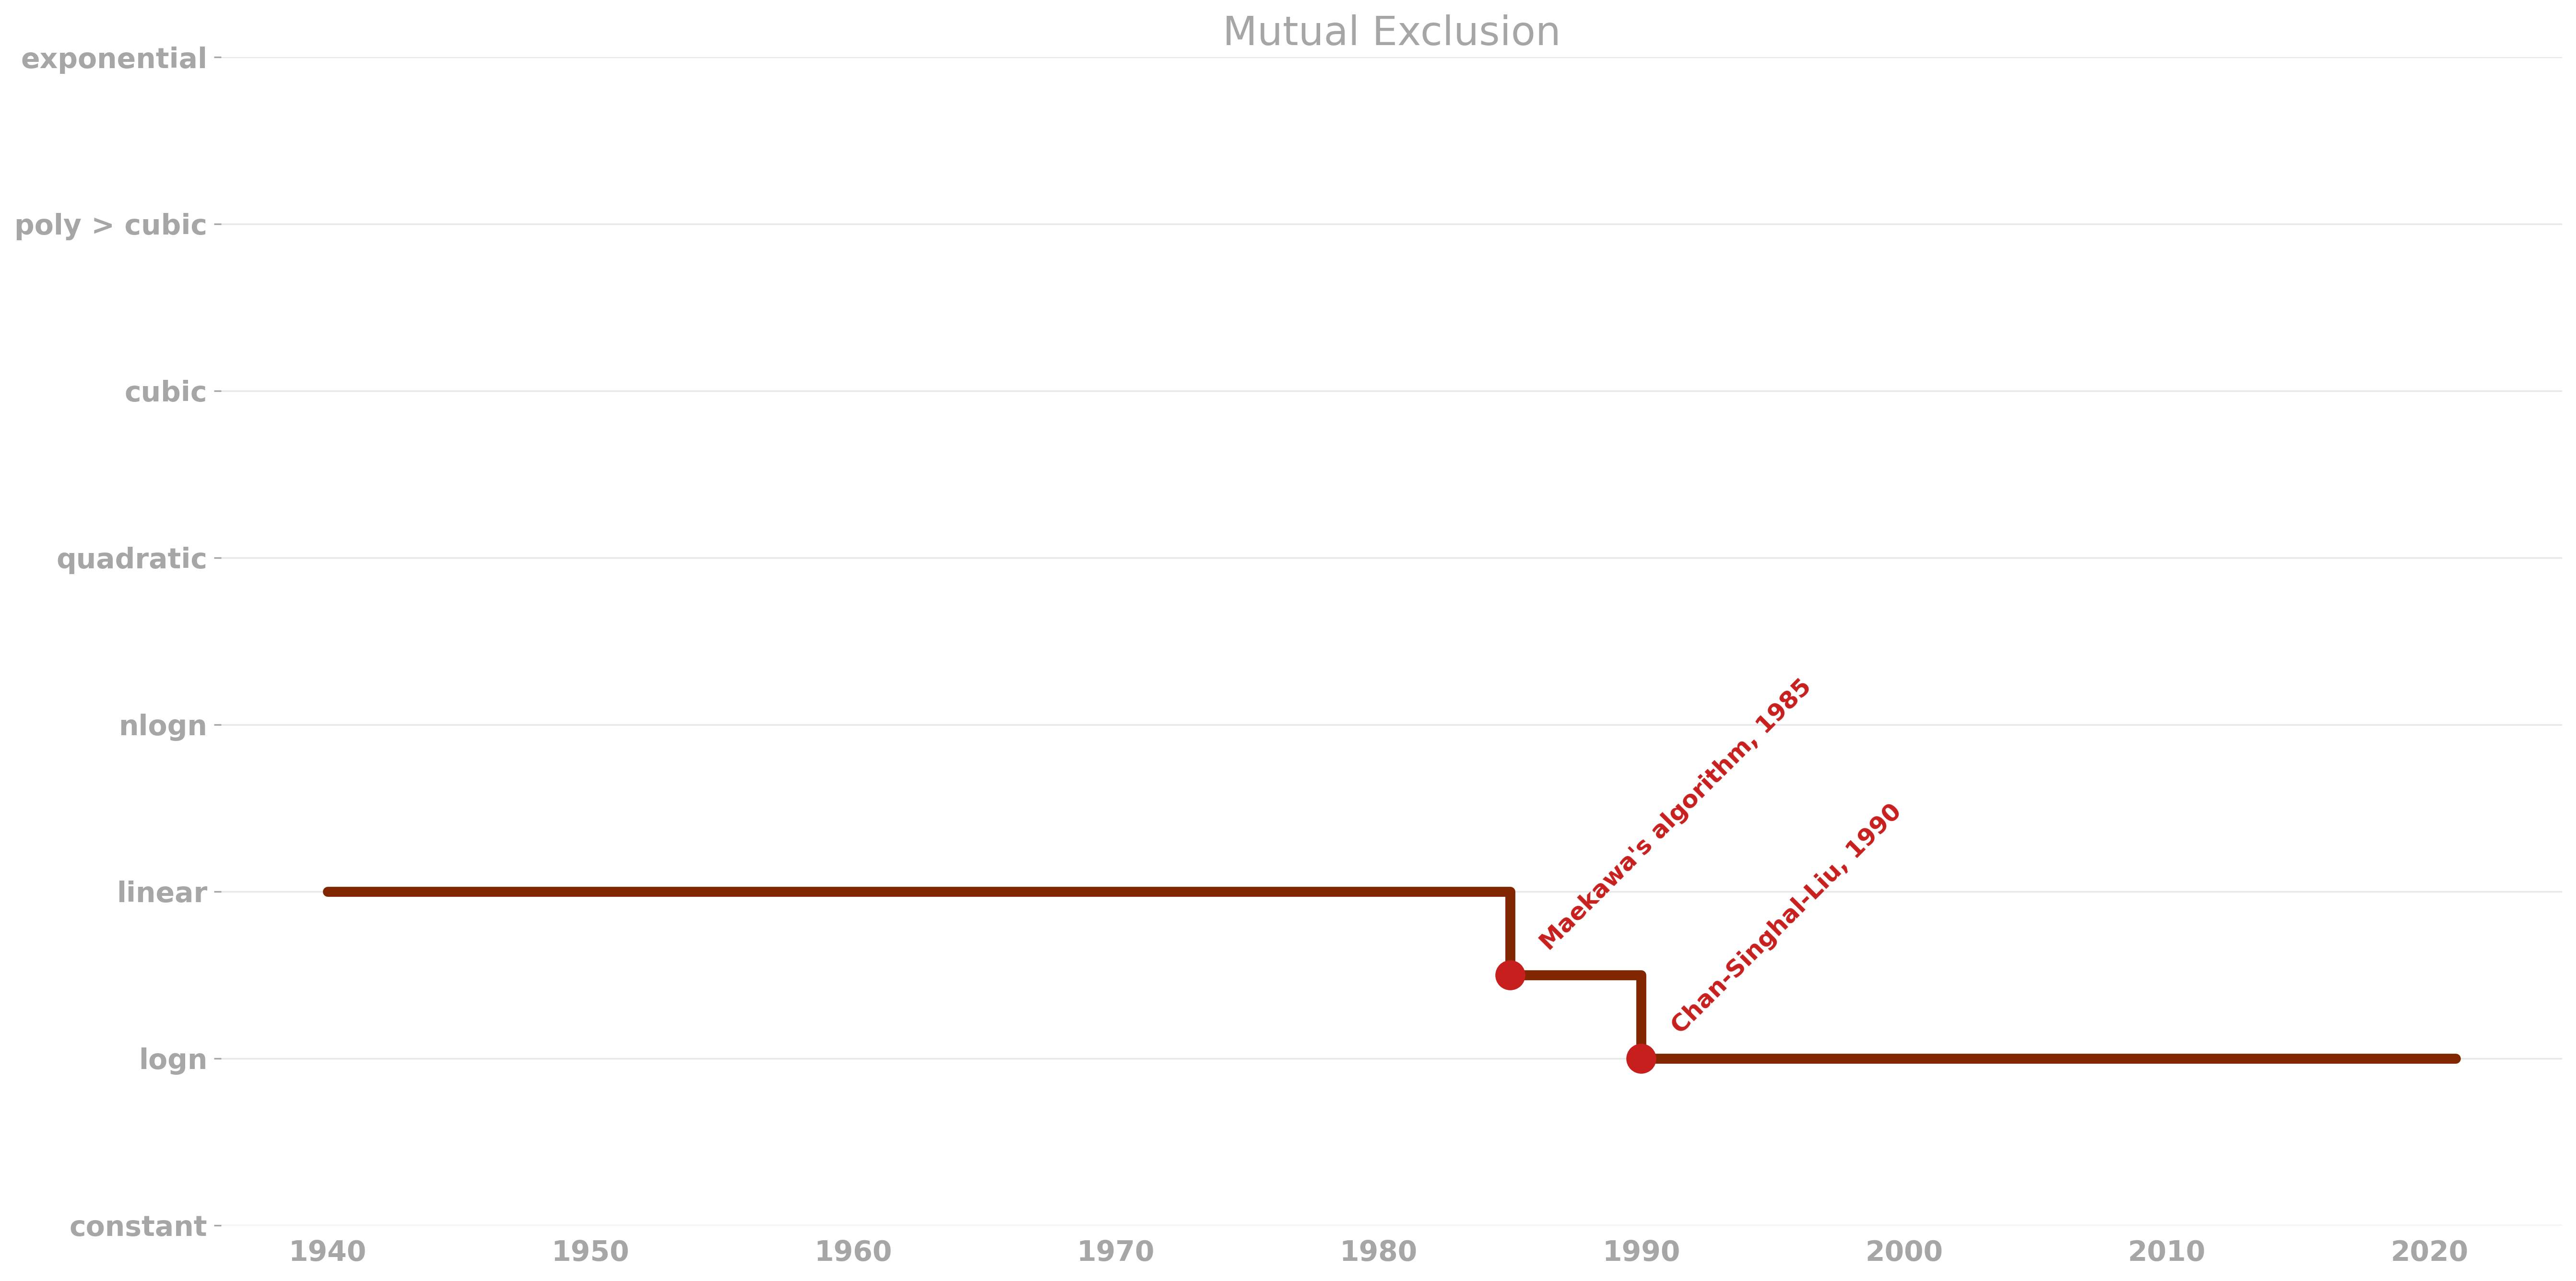 Mutual Exclusion
exponential
poly > cubic
cubic
quadratic
nlogn
linear
logn
constant
Maekawa's algorithm, 1985
Chan-Singhal-Liu, 1990
1940 1950 1960 1970 1980 1990 2000 2010 2020